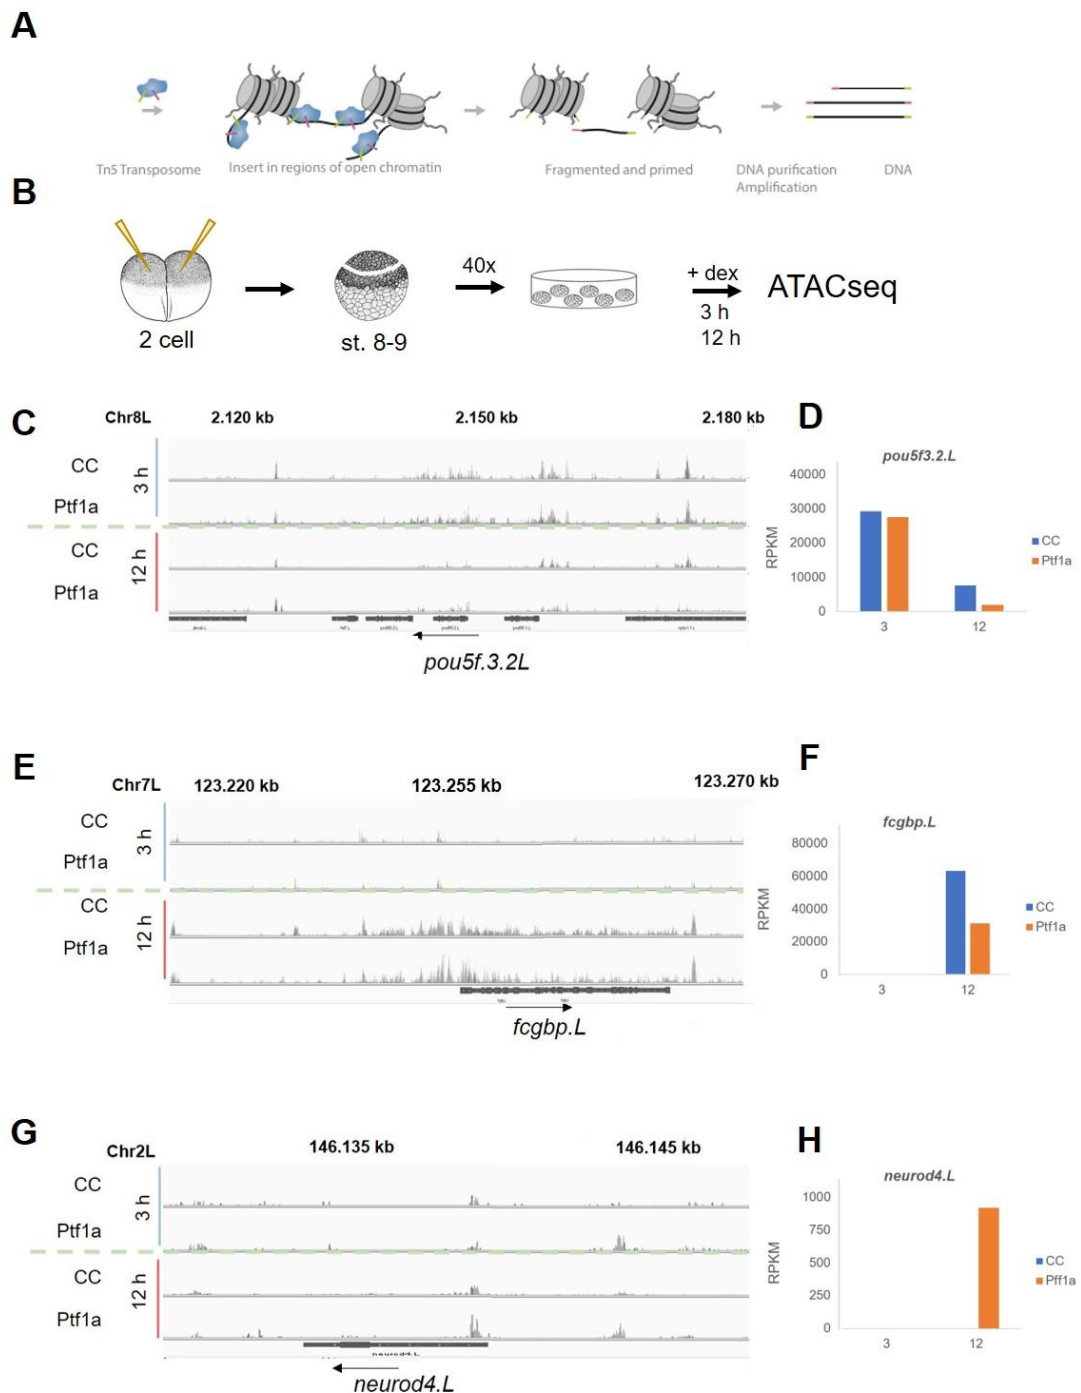 A
Tn5 Transposome
Insert in regions of open chromatin
Fragmented and primed
DNA purification
Amplification
DNA
B
2 cell
st. 8-9
40x
+ dex
3 h
12 h
ATACseq
C
Chr8L
2.120 kb
2.150 kb
2.180 kb
CC
Ptf1a
3 h
CC
Ptf1a
12 h
pou5f.3.2L
D
pou5f3.2.L
RPKM
40000
30000
20000
10000
0
3
12
CC
Ptf1a
E
Chr7L
123.220 kb
123.255 kb
123.270 kb
CC
Ptf1a
3 h
CC
Ptf1a
12 h
fcgbp.L
F
fcgbp.L
RPKM
80000
60000
40000
20000
0
3
12
CC
Ptf1a
G
Chr2L
146.135 kb
146.145 kb
CC
Ptf1a
3 h
CC
Ptf1a
12 h
neurod4.L
neurod4.L
H
neurod4.L
RPKM
1000
750
500
250
0
3
12
CC
Pff1a